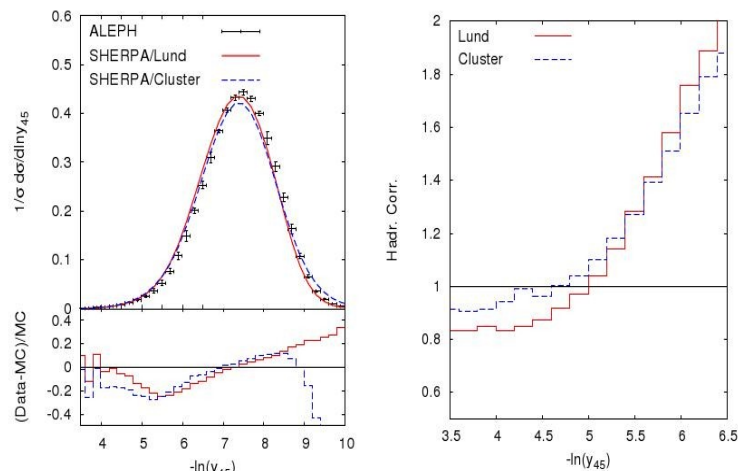 ALEPH
SHERPA/Lund
SHERPA/Cluster
1/σ dσ/dlny45
0.6
0.5
0.4
0.3
0.2
0.1
0
(Data-MC)/MC
0.4
0.2
0
-0.2
-0.4
4 5 6 7 8 9 10
-ln(y45)
Lund
Cluster
Hadr. Corr.
2
1.8
1.6
1.4
1.2
1
0.8
0.6
3.5 4 4.5 5 5.5 6 6.5
-ln(y45)